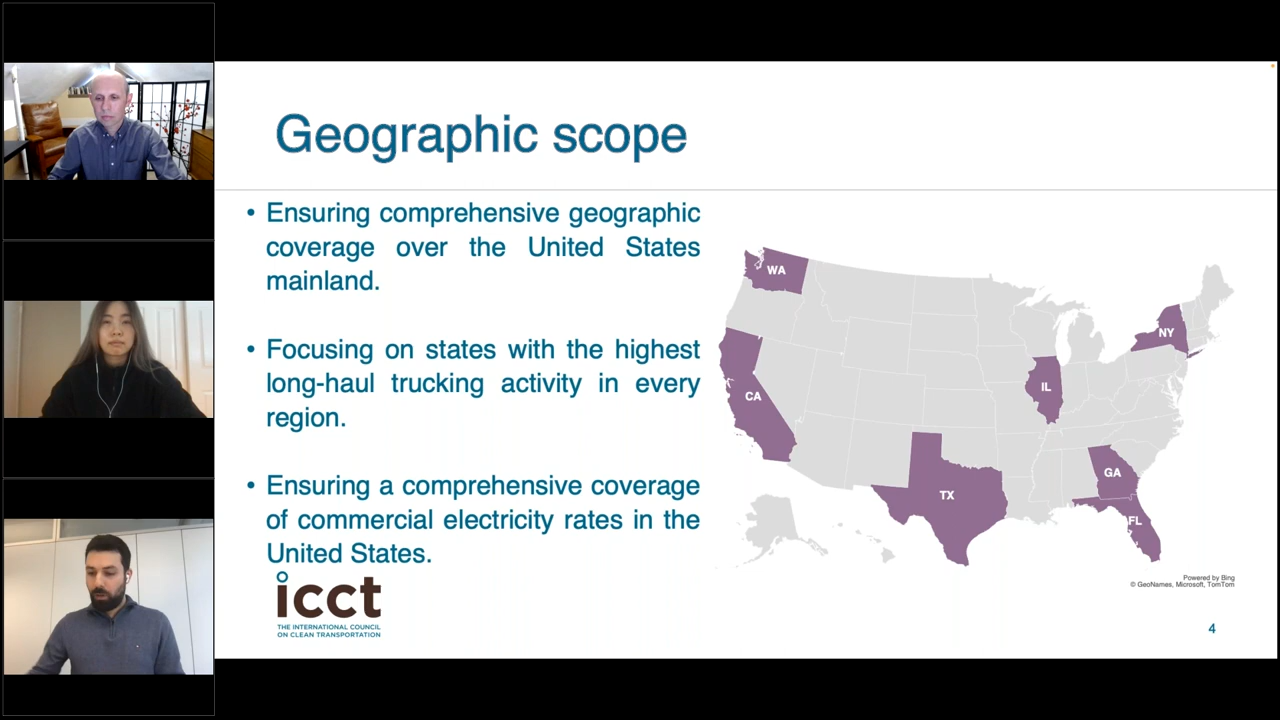 Geographic scope
• Ensuring comprehensive geographic
coverage over the United States
mainland.
• Focusing on states with the highest
long-haul trucking activity in every
region.
• Ensuring a comprehensive coverage
of commercial electricity rates in the
United States.
WA
NY
IL
CA
GA
TX
FL
Powered by Bing
© GeoNames, Microsoft, TomTom
icct
THE INTERNATIONAL COUNCIL
ON CLEAN TRANSPORTATION
4